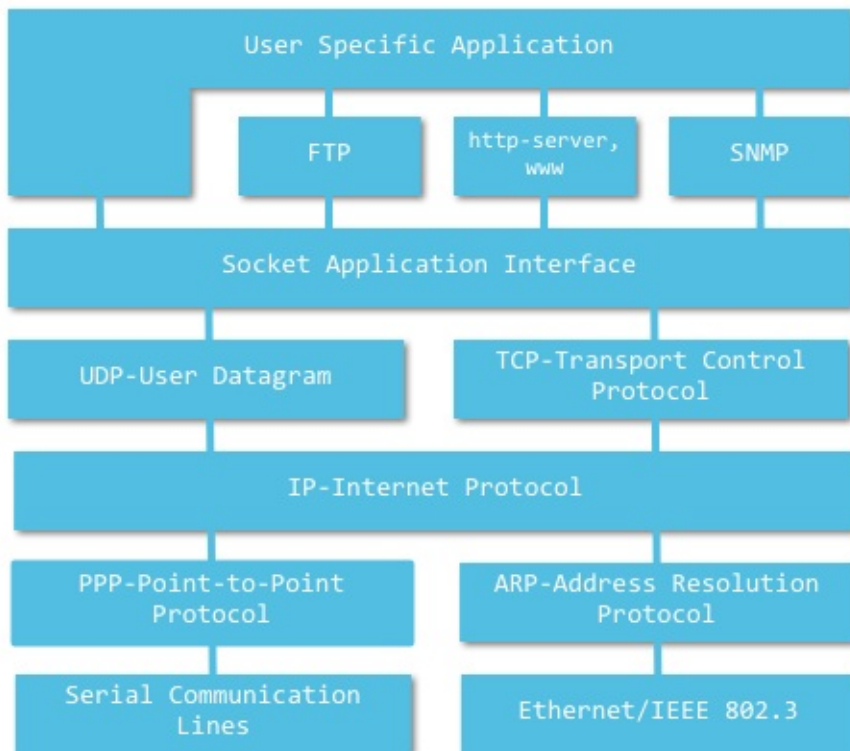 User Specific Application
FTP
http-server,
www
SNMP
Socket Application Interface
UDP-User Datagram
TCP-Transport Control
Protocol
IP-Internet Protocol
PPP-Point-to-Point
Protocol
ARP-Address Resolution
Protocol
Serial Communication
Lines
Ethernet/IEEE 802.3